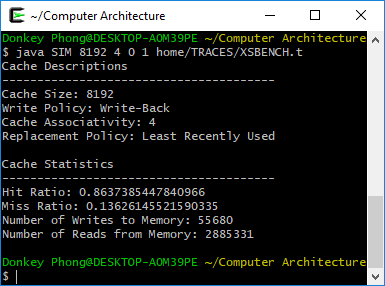 ~/Computer Architecture
Donkey Phong@DESKTOP-AOM39PE ~/Computer Architecture
$ java SIM 8192 4 0 1 home/TRACES/XSBENCH.t
Cache Descriptions
---------------------------------------
Cache Size: 8192
Write Policy: Write-Back
Cache Associativity: 4
Replacement Policy: Least Recently Used
Cache Statistics
---------------------------------------
Hit Ratio: 0.8637385447840966
Miss Ratio: 0.13626145521590335
Number of Writes to Memory: 55680
Number of Reads from Memory: 2885331
Donkey Phong@DESKTOP-AOM39PE ~/Computer Architecture
$